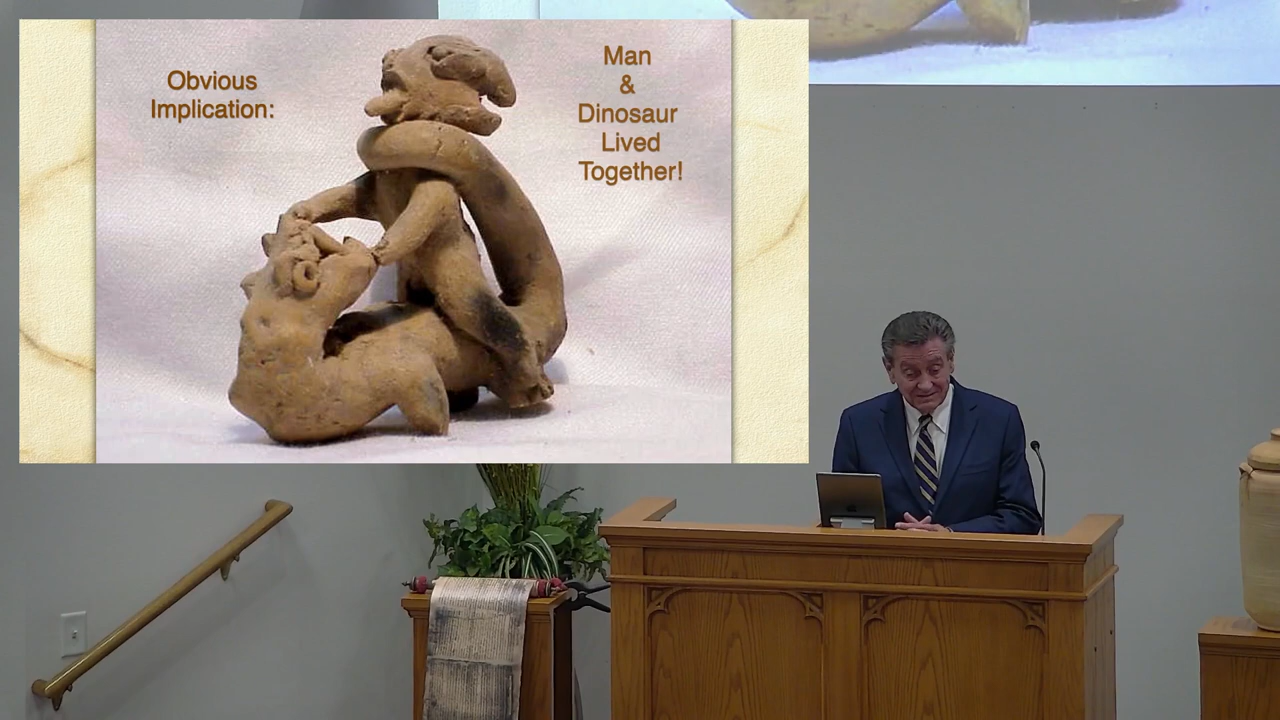 Obvious
Implication:
Man
&
Dinosaur
Lived
Together!